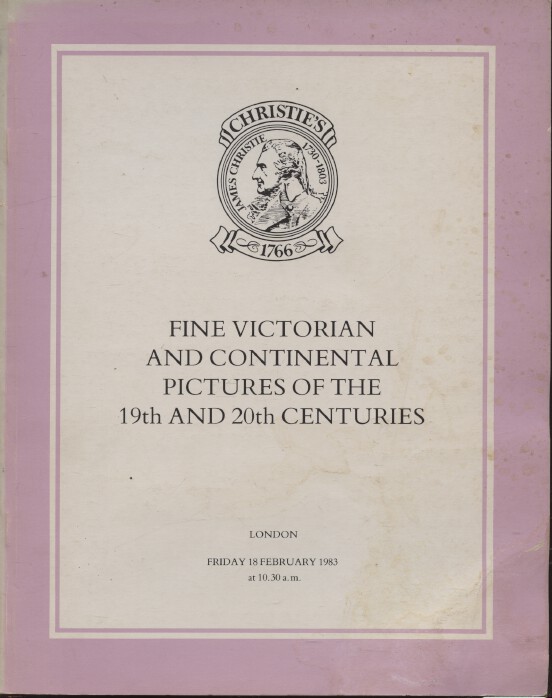 CHRISTIE'S
JAMES CHRISTIE 1730-1803
1766
FINE VICTORIAN
AND CONTINENTAL
PICTURES OF THE
19th AND 20th CENTURIES
LONDON
FRIDAY 18 FEBRUARY 1983
at 10.30 a.m.